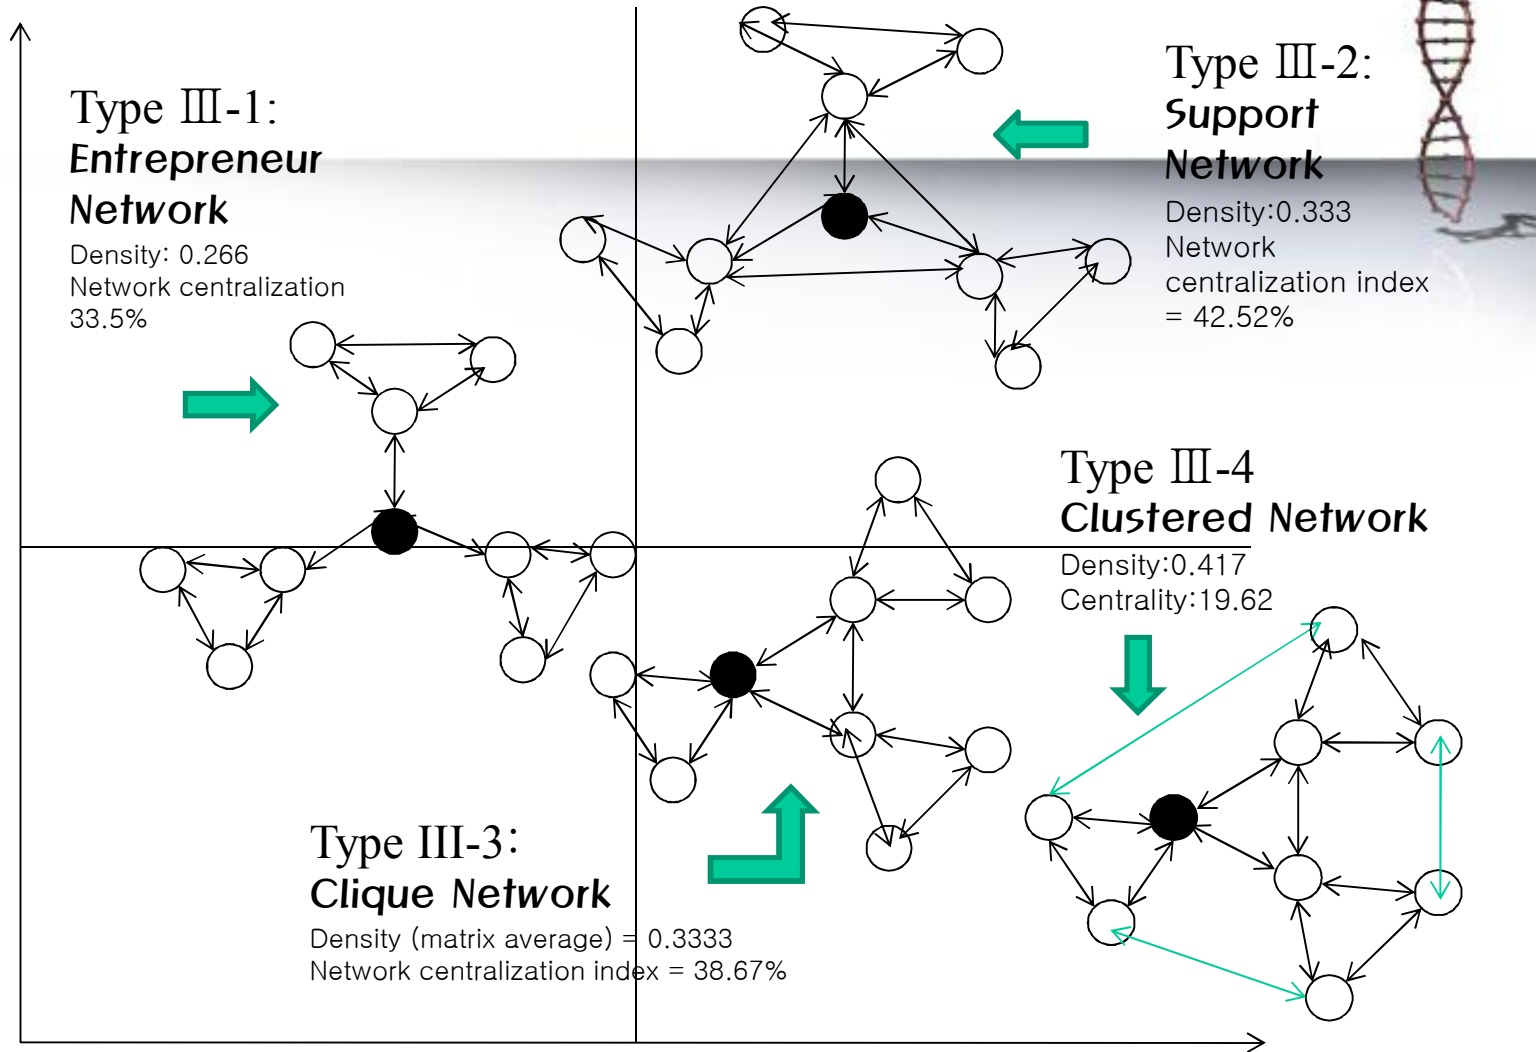 Type Ⅲ-1:
Entrepreneur
Network
Density: 0.266
Network centralization
33.5%
Type Ⅲ-2:
Support
Network
Density:0.333
Network
centralization index
= 42.52%
Type Ⅲ-4
Clustered Network
Density:0.417
Centrality:19.62
Type III-3:
Clique Network
Density (matrix average) = 0.3333
Network centralization index = 38.67%